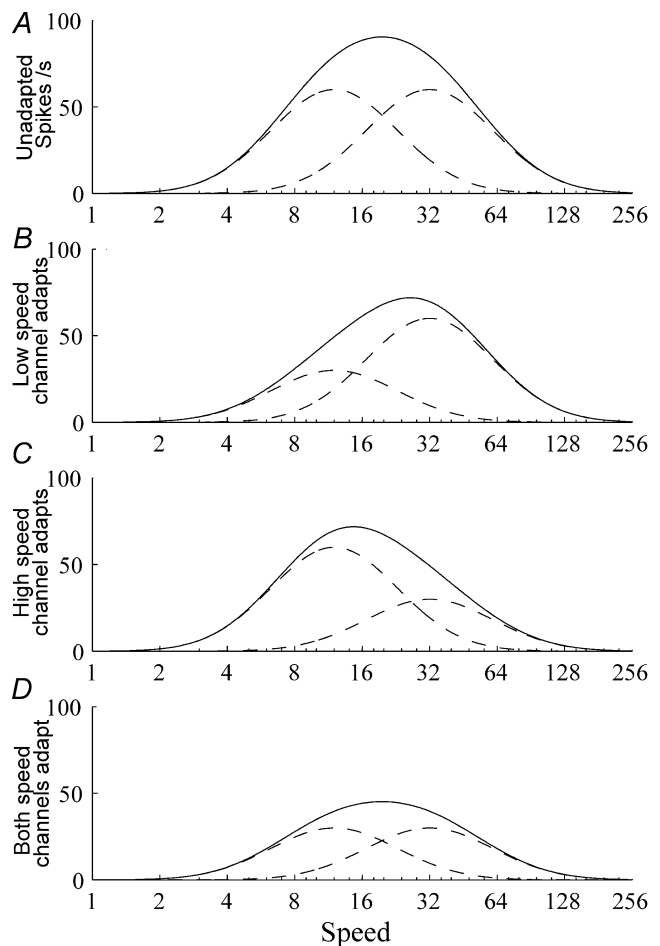 A
100
50
0
Unadapted
Spikes /s
1 2 4 8 16 32 64 128 256
B
100
50
0
Low speed
channel adapts
1 2 4 8 16 32 64 128 256
C
100
50
0
High speed
channel adapts
1 2 4 8 16 32 64 128 256
D
100
50
0
Both speed
channels adapt
1 2 4 8 16 32 64 128 256
Speed